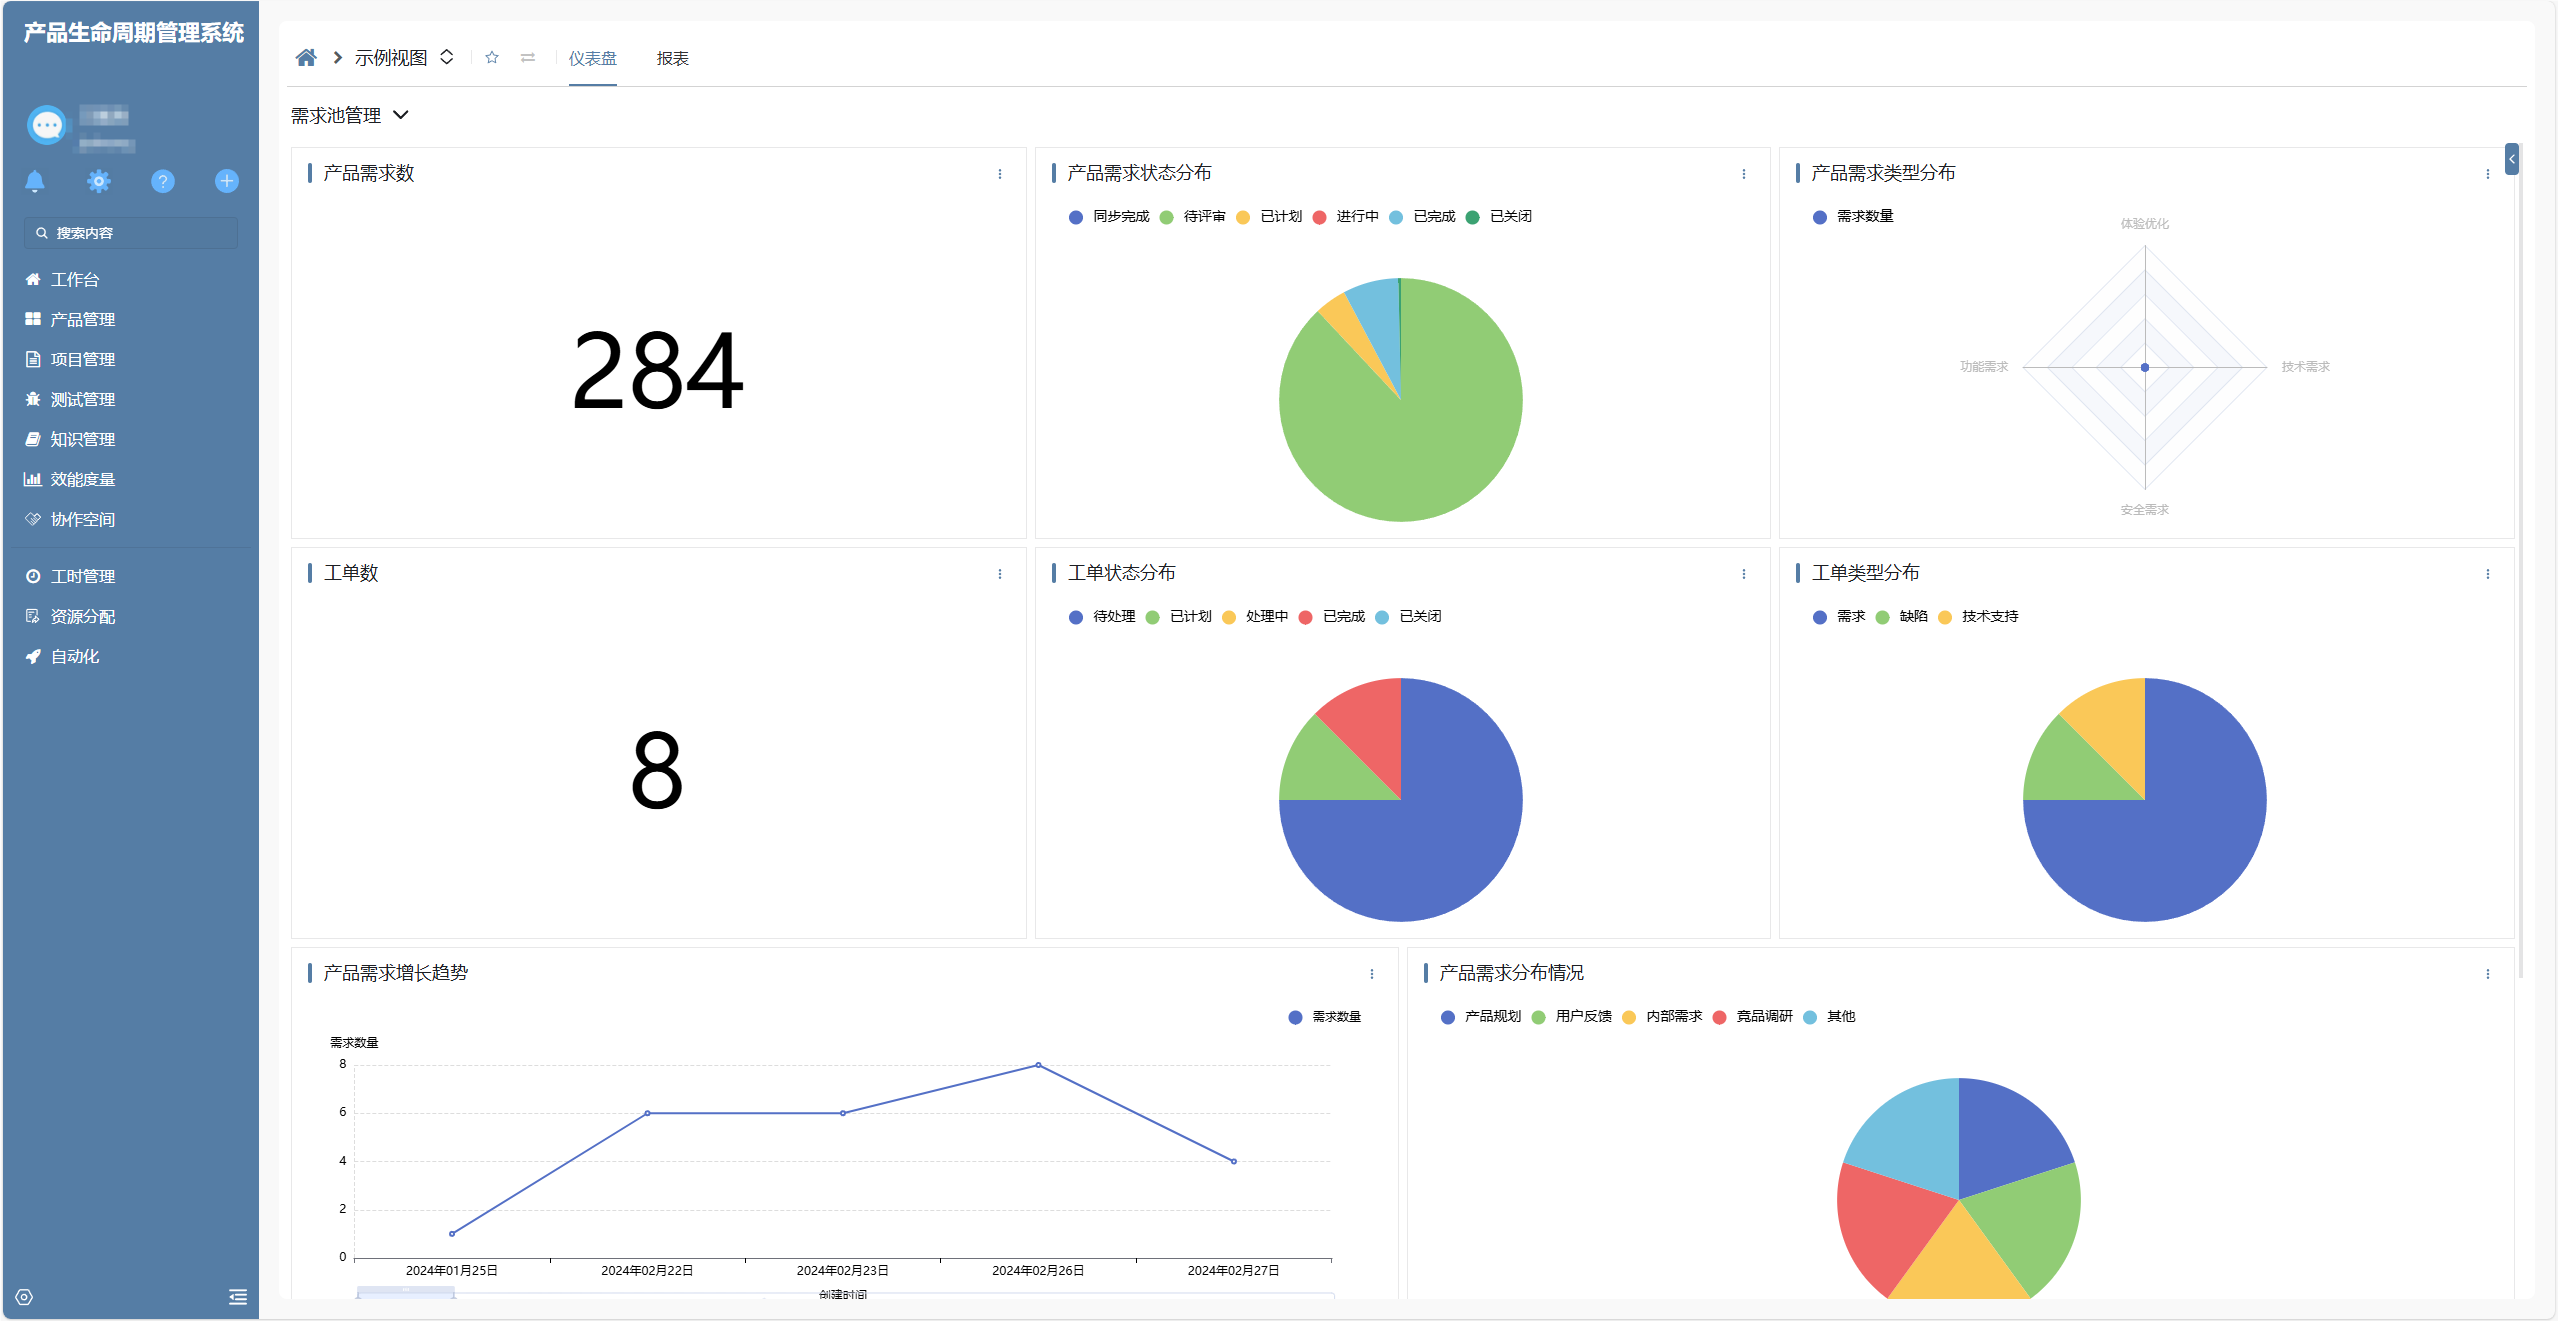 产品生命周期管理系统
搜索内容
工作台
产品管理
项目管理
测试管理
知识管理
效能度量
协作空间
工时管理
资源分配
自动化
示例视图
仪表盘
报表
需求池管理
产品需求数
284
产品需求状态分布
同步完成 待评审 已计划 进行中 已完成 已关闭
产品需求类型分布
需求数量
体验优化
功能需求
技术需求
安全需求
工单数
8
工单状态分布
待处理 已计划 处理中 已完成 已关闭
工单类型分布
需求 缺陷 技术支持
产品需求增长趋势
需求数量
需求数量
8
6
4
2
0
2024年01月25日 2024年02月22日 2024年02月23日 2024年02月26日 2024年02月27日
创建时间
产品需求分布情况
产品规划 用户反馈 内部需求 竞品调研 其他